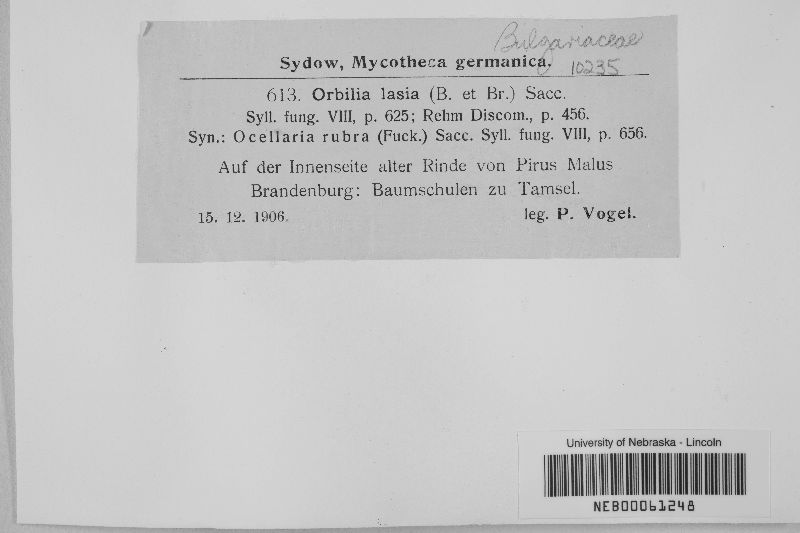 Bulgariaceae
Sydow, Mycotheca germanica.
10235
613. Orbilia lasia (B. et Br.) Sacc.
Syll. fung. VIII, p. 625; Rehm Discom., p. 456.
Syn.: Ocellaria rubra (Fuck.) Sacc. Syll. fung. VIII, p. 656.
Auf der Innenseite alter Rinde von Pirus Malus
Brandenburg: Baumschulen zu Tamsel.
15. 12. 1906. leg. P. Vogel.
University of Nebraska - Lincoln
NEB00061248